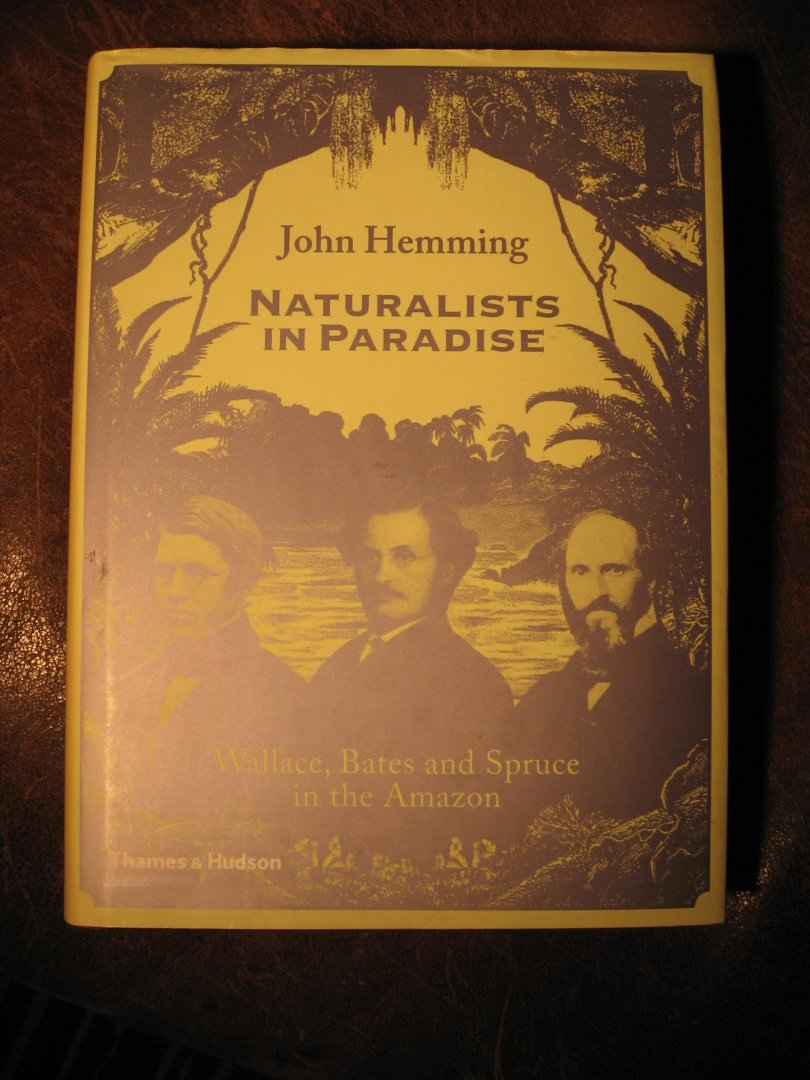 John Hemming
NATURALISTS
IN PARADISE
Wallace, Bates and Spruce
in the Amazon
Thames & Hudson